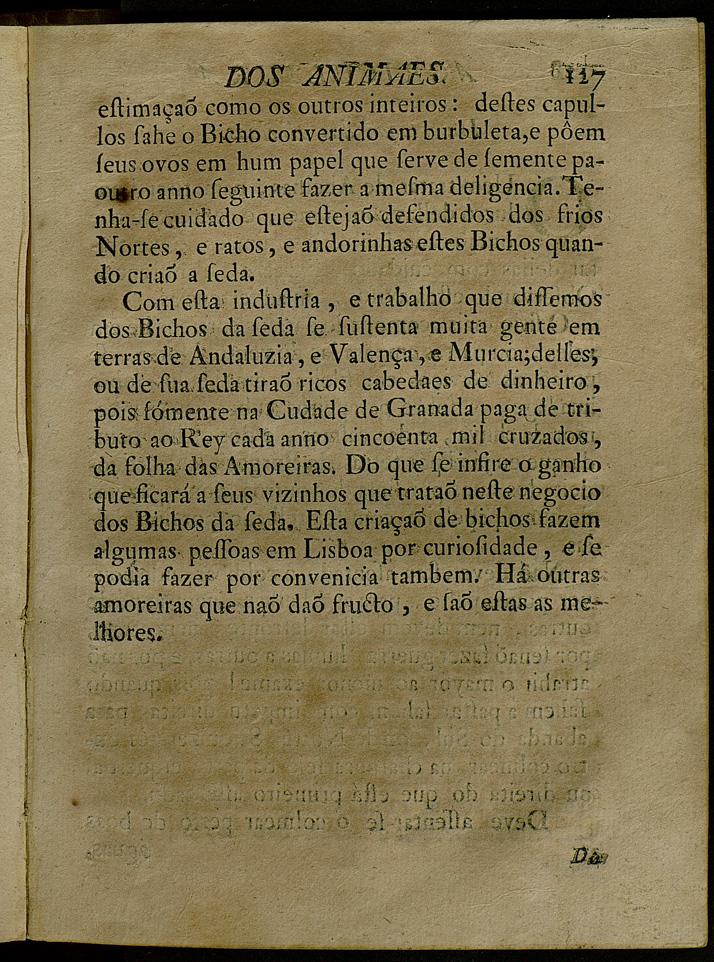 DOS ANIMAES. 117
eſtimaçaõ como os outros inteiros: deſtes capul-
los ſahe o Bicho convertido em burbuleta, e pôem
ſeus ovos em hum papel que ſerve de ſemente pa-
outro anno ſeguinte fazer a meſma deligencia. Te-
nha-ſe cuidado que eſtejaõ defendidos dos frios
Nortes, e ratos, e andorinhas eſtes Bichos quan-
do criaõ a ſeda.
Com eſta induſtria, e trabalho que diſſemos
dos Bichos da ſeda ſe ſuſtenta muita gente em
terras de Andaluzia, e Valença, e Murcia; deſſes,
ou de ſua ſeda tiraõ ricos cabedaes de dinheiro,
pois ſómente na Cudade de Granada paga de tri-
buto ao Rey cada anno cincoenta mil cruzados,
da folha das Amoreiras. Do que ſe infire o ganho
que ficará a ſeus vizinhos que trataõ neſte negocio
dos Bichos da ſeda. Eſta criaçaõ de bichos fazem
algumas peſſoas em Lisboa por curioſidade, e ſe
podia fazer por convenicia tambem. Há outras
amoreiras que naõ daõ fructo, e ſaõ eſtas as me-
lhores.